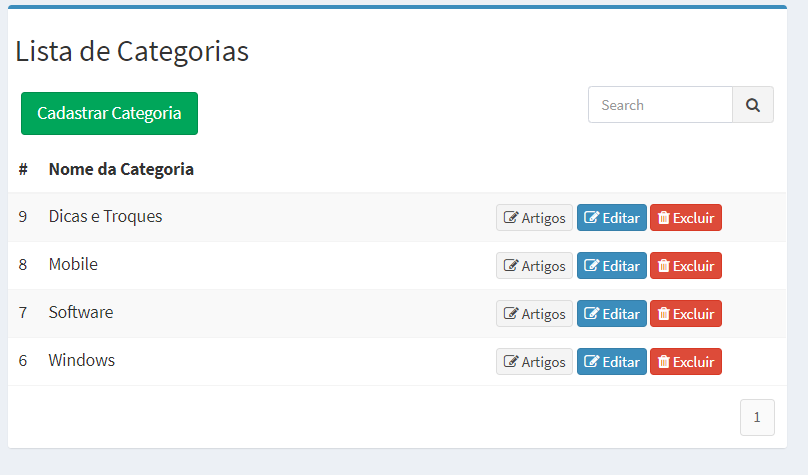 Lista de Categorias
Cadastrar Categoria
Search
# Nome da Categoria
9 Dicas e Troques Artigos Editar Excluir
8 Mobile Artigos Editar Excluir
7 Software Artigos Editar Excluir
6 Windows Artigos Editar Excluir
1